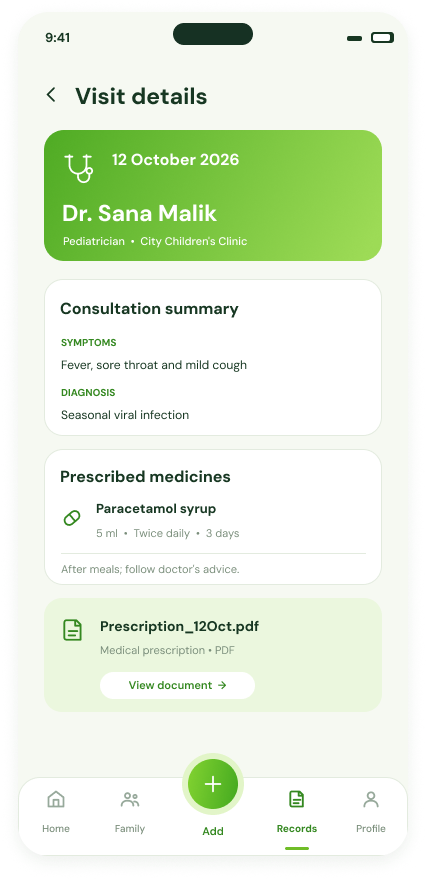 9:41
Visit details
12 October 2026
Dr. Sana Malik
Pediatrician • City Children's Clinic
Consultation summary
SYMPTOMS
Fever, sore throat and mild cough
DIAGNOSIS
Seasonal viral infection
Prescribed medicines
Paracetamol syrup
5 ml • Twice daily • 3 days
After meals; follow doctor's advice.
Prescription_12Oct.pdf
Medical prescription • PDF
View document →
Home Family Add Records Profile